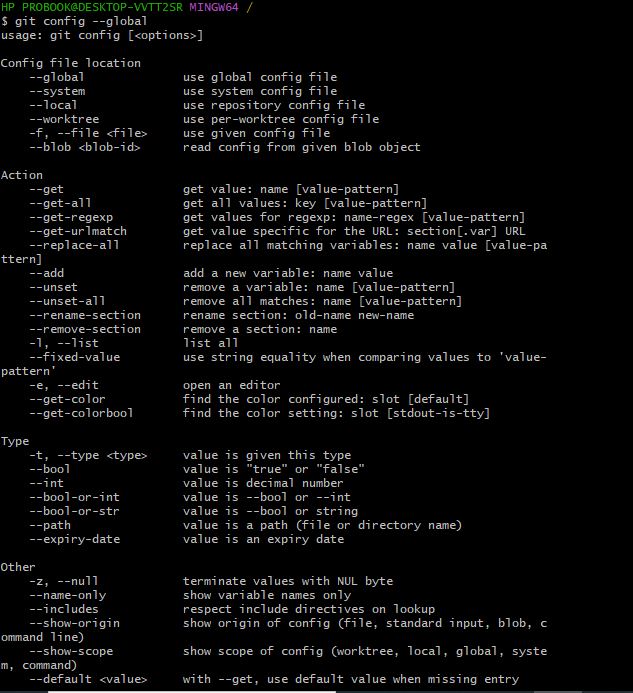 HP PROBOOK@DESKTOP-VVTT2SR MINGW64 /
$ git config --global
usage: git config [<options>]

Config file location
    --global              use global config file
    --system              use system config file
    --local               use repository config file
    --worktree            use per-worktree config file
    -f, --file <file>     use given config file
    --blob <blob-id>      read config from given blob object

Action
    --get                 get value: name [value-pattern]
    --get-all             get all values: key [value-pattern]
    --get-regexp          get values for regexp: name-regex [value-pattern]
    --get-urlmatch        get value specific for the URL: section[.var] URL
    --replace-all         replace all matching variables: name value [value-pa
ttern]
    --add                 add a new variable: name value
    --unset               remove a variable: name [value-pattern]
    --unset-all           remove all matches: name [value-pattern]
    --rename-section      rename section: old-name new-name
    --remove-section      remove a section: name
    -l, --list            list all
    --fixed-value         use string equality when comparing values to 'value-
pattern'
    -e, --edit            open an editor
    --get-color           find the color configured: slot [default]
    --get-colorbool       find the color setting: slot [stdout-is-tty]

Type
    -t, --type <type>     value is given this type
    --bool                value is "true" or "false"
    --int                 value is decimal number
    --bool-or-int         value is --bool or --int
    --bool-or-str         value is --bool or string
    --path                value is a path (file or directory name)
    --expiry-date         value is an expiry date

Other
    -z, --null            terminate values with NUL byte
    --name-only           show variable names only
    --includes            respect include directives on lookup
    --show-origin         show origin of config (file, standard input, blob, c
ommand line)
    --show-scope          show scope of config (worktree, local, global, syste
m, command)
    --default <value>     with --get, use default value when missing entry